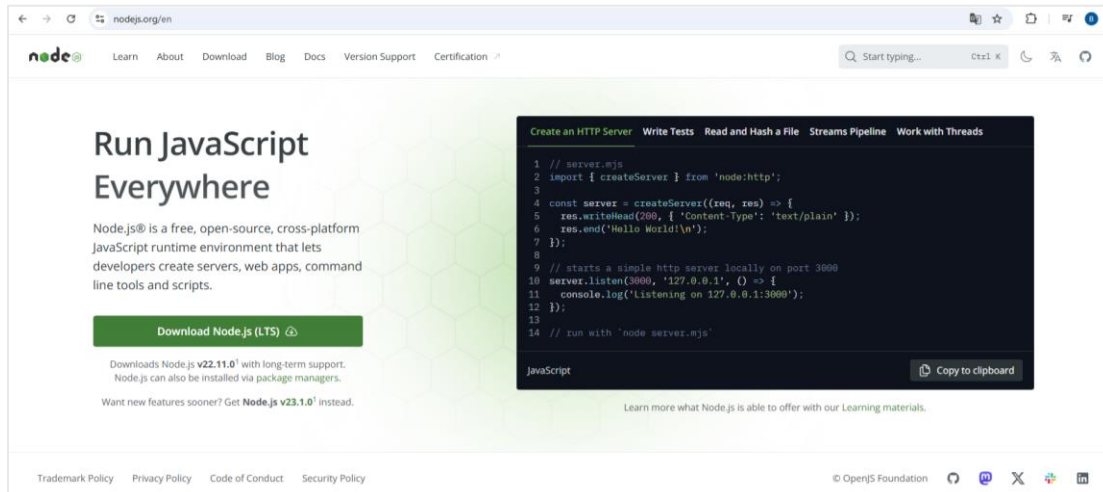 nodejs.org/en
node
Learn About Download Blog Docs Version Support Certification
Start typing... Ctrl K
Run JavaScript
Everywhere
Node.js® is a free, open-source, cross-platform
JavaScript runtime environment that lets
developers create servers, web apps, command
line tools and scripts.
Download Node.js (LTS)
Downloads Node.js v22.11.0¹ with long-term support.
Node.js can also be installed via package managers.
Want new features sooner? Get Node.js v23.1.0¹ instead.
Create an HTTP Server Write Tests Read and Hash a File Streams Pipeline Work with Threads
1 // server.mjs
2 import { createServer } from 'node:http';
3
4 const server = createServer((req, res) => {
5   res.writeHead(200, { 'Content-Type': 'text/plain' });
6   res.end('Hello World!\n');
7 });
8
9 // starts a simple http server locally on port 3000
10 server.listen(3000, '127.0.0.1', () => {
11   console.log('Listening on 127.0.0.1:3000');
12 });
13
14 // run with `node server.mjs`
JavaScript Copy to clipboard
Learn more what Node.js is able to offer with our Learning materials.
Trademark Policy Privacy Policy Code of Conduct Security Policy © OpenJS Foundation